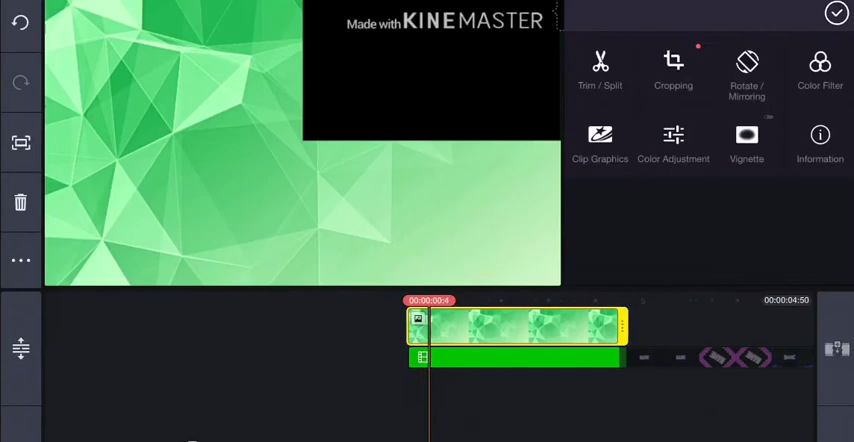 Made with KINEMASTER
Trim / Split
Cropping
Rotate /
Mirroring
Color Filter
Clip Graphics
Color Adjustment
Vignette
Information
00:00:00:4
00:00:04:50